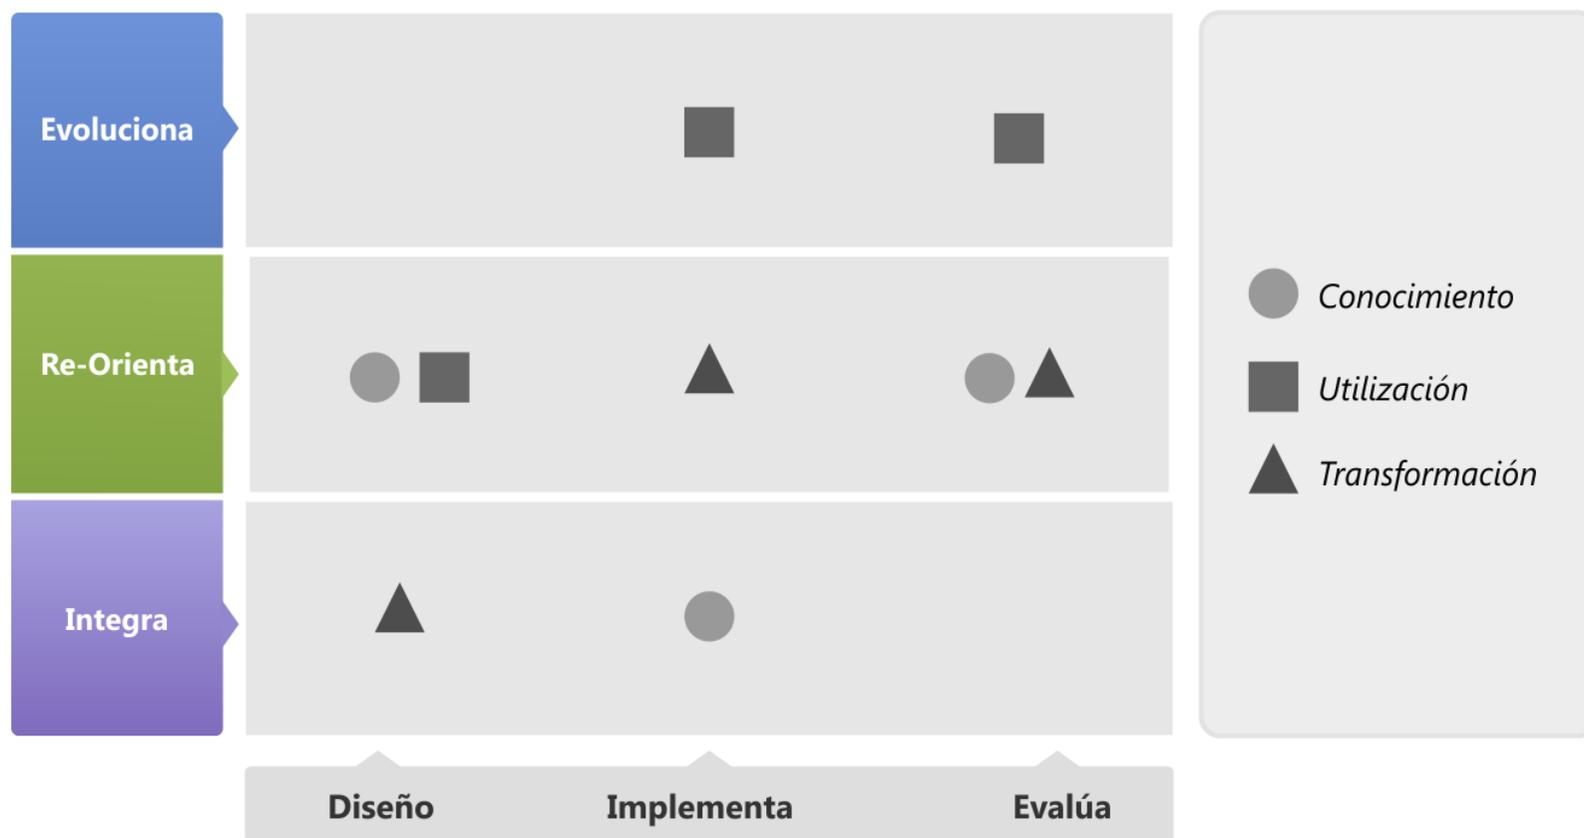 Evoluciona
Re-Orienta
Integra
Diseño
Implementa
Evalúa
Conocimiento
Utilización
Transformación